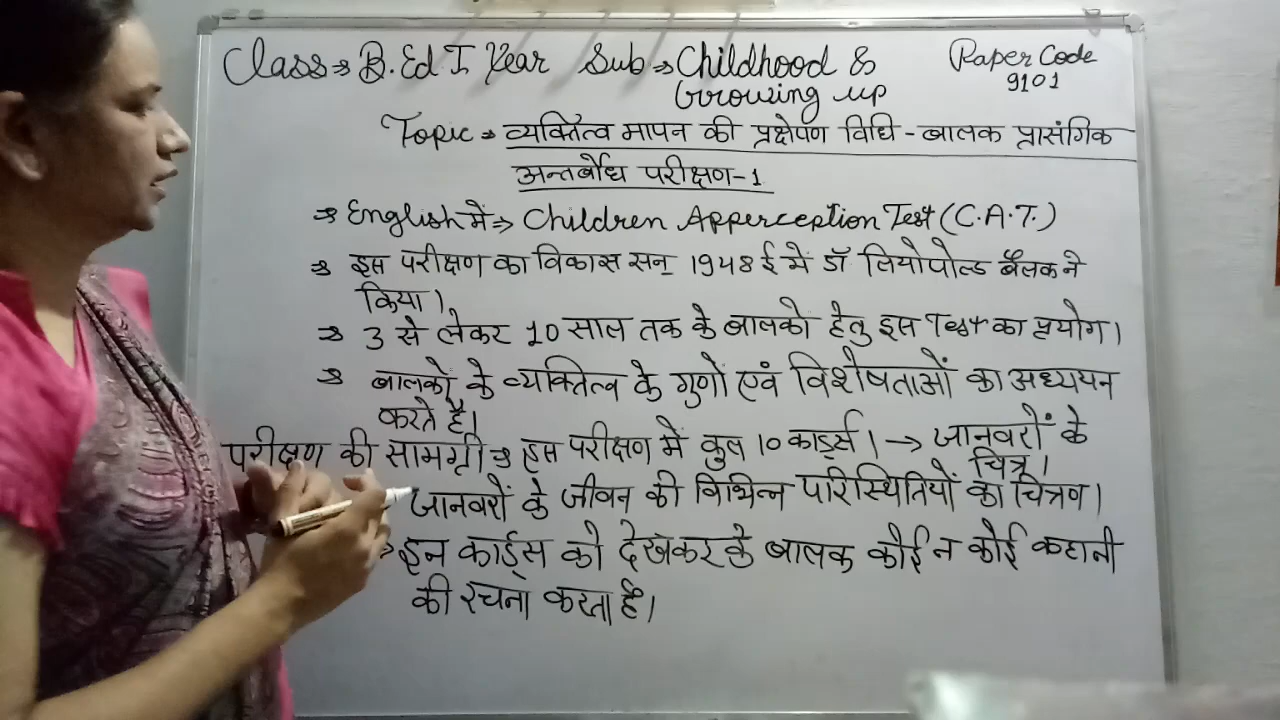 Class → B.Ed I Year Sub → Childhood &
Growing up
Paper Code
9101
Topic → व्यक्तित्व मापन की प्रक्षेपण विधि - बालक प्रासंगिक
अन्तर्बोध परीक्षण-1
→ English में → Children Apperception Test (C.A.T.)
→ इस परीक्षण का विकास सन् 1948 ई में डॉ लियोपोल्ड बैलक ने
किया।
→ 3 से लेकर 10 साल तक के बालको हेतु इस Test का प्रयोग।
→ बालको के व्यक्तित्व के गुणों एवं विशेषताओं का अध्ययन
करते है।
परीक्षण की सामग्री → इस परीक्षण में कुल 10 कार्ड्स। → जानवरों के
चित्र।
जानवरों के जीवन की विभिन्न परिस्थितियों का चित्रण।
→ इन कार्ड्स को देखकर के बालक कोई न कोई कहानी
की रचना करता है।